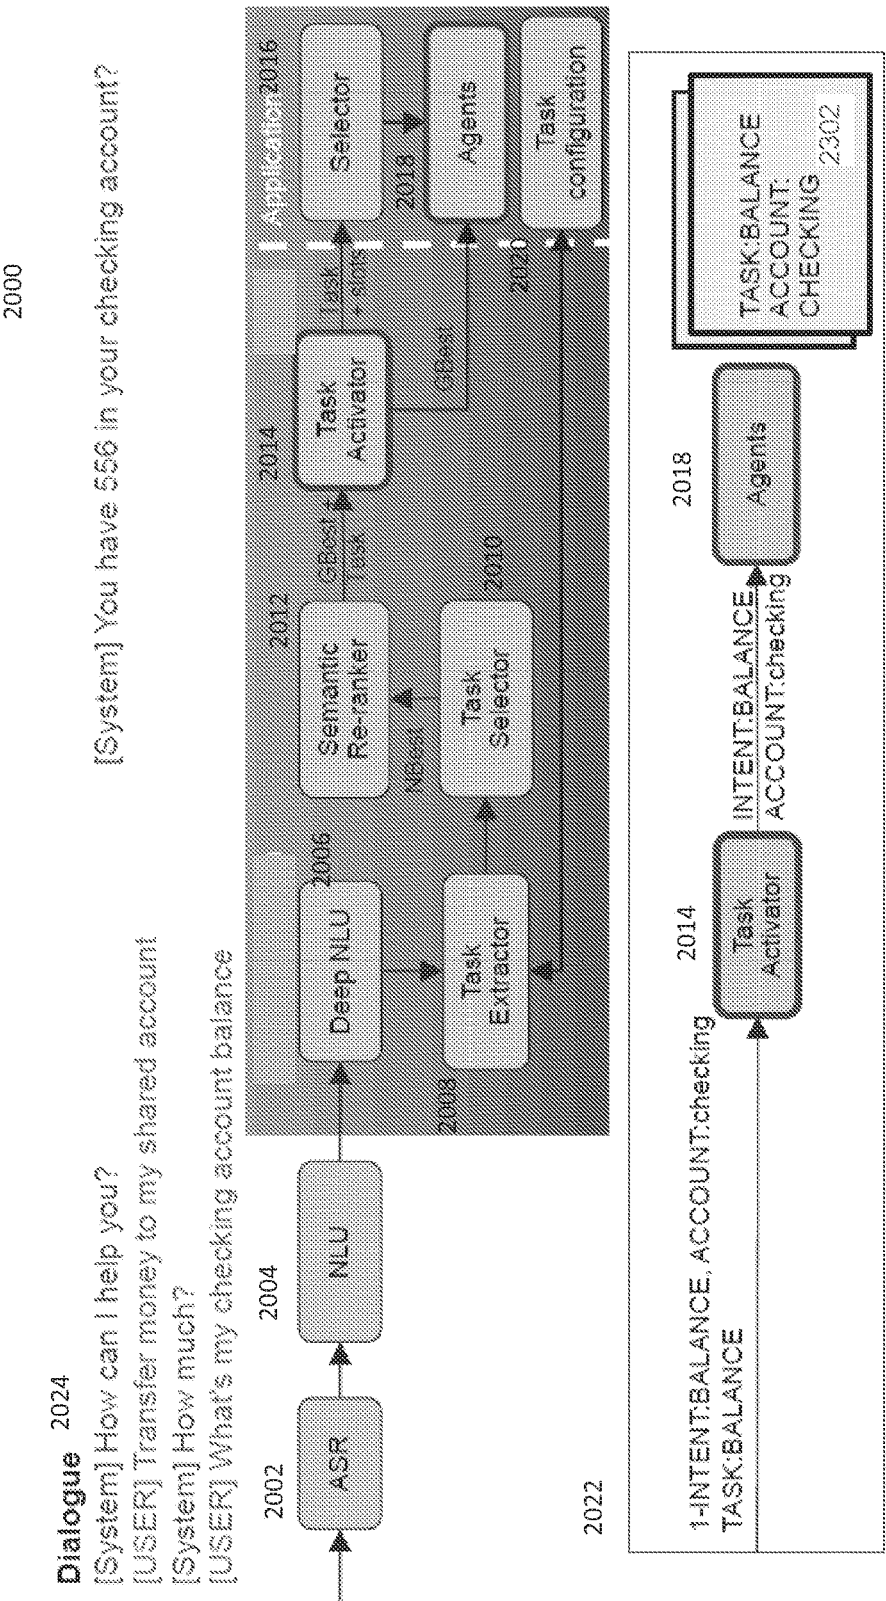 2000
Dialogue 2024
[System] How can I help you?
[USER] Transfer money to my shared account
[System] How much?
[USER] What's my checking account balance
[System] You have 556 in your checking account?
2002
ASR
2004
NLU
2006
Deep NLU
2008
Task
Extractor
2012
Semantic
Re-ranker
NBest
Task
Selector
2010
GBest +
Task
2014
Task
Activator
Task
+ sms
GBest
Application
2016
Selector
2018
Agents
2020
Task
configuration
2022
1-INTENT:BALANCE, ACCOUNT:checking
TASK:BALANCE
2014
Task
Activator
INTENT:BALANCE
ACCOUNT:checking
2018
Agents
TASK:BALANCE
ACCOUNT:
CHECKING
2302